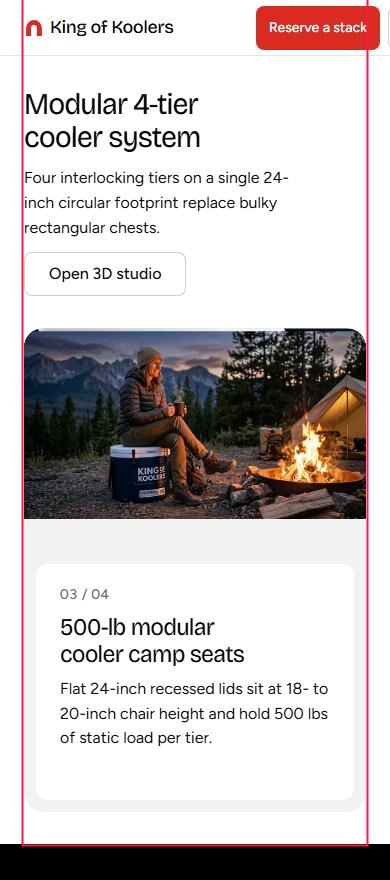 King of Koolers
Reserve a stack
Modular 4-tier
cooler system
Four interlocking tiers on a single 24-
inch circular footprint replace bulky
rectangular chests.
Open 3D studio
KING OF
KOOLERS
03 / 04
500-lb modular
cooler camp seats
Flat 24-inch recessed lids sit at 18- to
20-inch chair height and hold 500 lbs
of static load per tier.